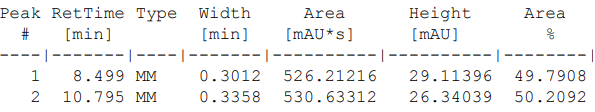 Peak RetTime Type  Width     Area      Height     Area
  #   [min]        [min]   [mAU*s]     [mAU]        %
----|-------|----|-------|----------|----------|--------|
   1   8.499 MM    0.3012  526.21216   29.11396  49.7908
   2  10.795 MM    0.3358  530.63312   26.34039  50.2092